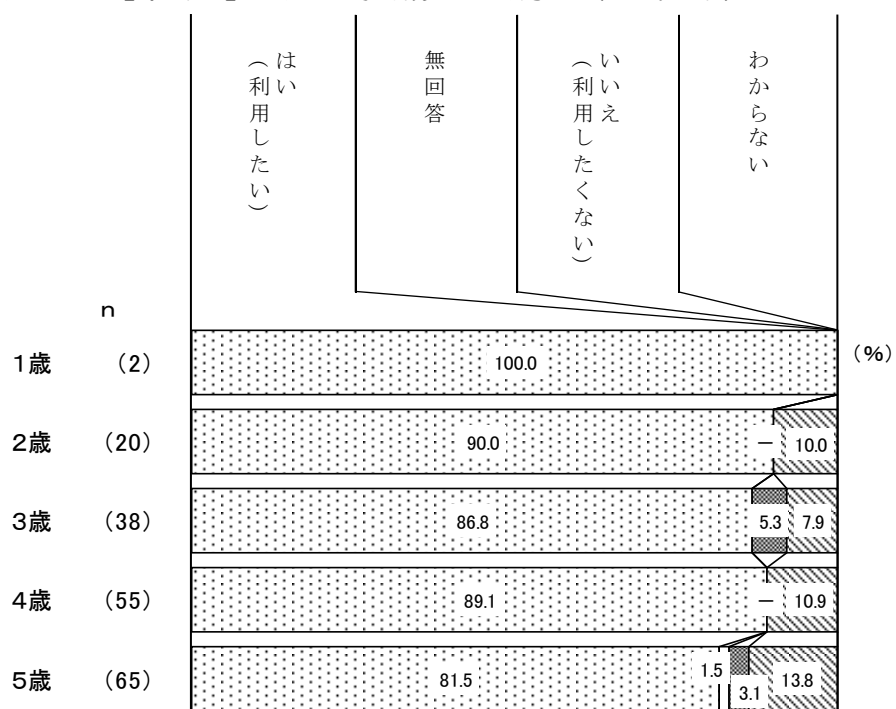 はい
（利用したい）
無回答
いいえ
（利用したくない）
わからない
n
(%)
1歳 (2) 100.0
2歳 (20) 90.0 － 10.0
3歳 (38) 86.8 5.3 7.9
4歳 (55) 89.1 － 10.9
5歳 (65) 81.5 1.5 3.1 13.8